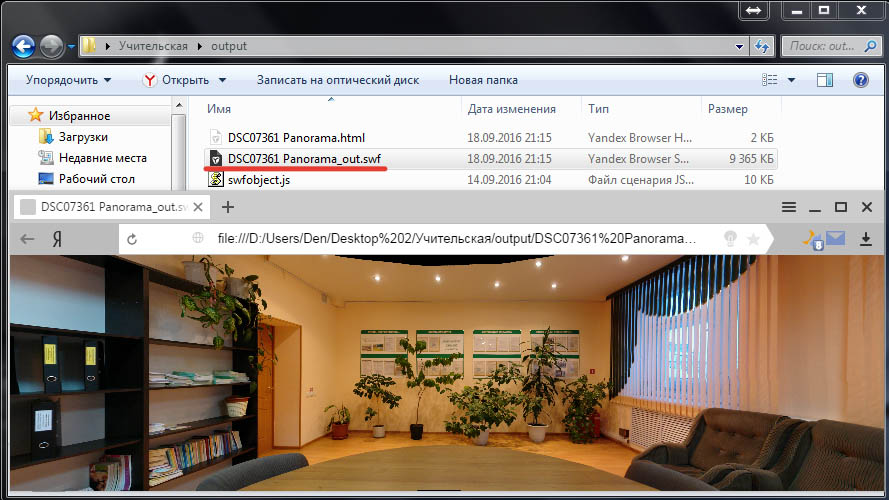 Учительская output Поиск: out...
Упорядочить Открыть Записать на оптический диск Новая папка
Избранное
Загрузки
Недавние места
Рабочий стол
Имя Дата изменения Тип Размер
DSC07361 Panorama.html 18.09.2016 21:15 Yandex Browser H... 2 КБ
DSC07361 Panorama_out.swf 18.09.2016 21:15 Yandex Browser S... 9 365 КБ
swfobject.js 14.09.2016 21:04 Файл сценария JS... 10 КБ
DSC07361 Panorama_out.sw
Я file:///D:/Users/Den/Desktop%202/Учительская/output/DSC07361%20Panorama... 8